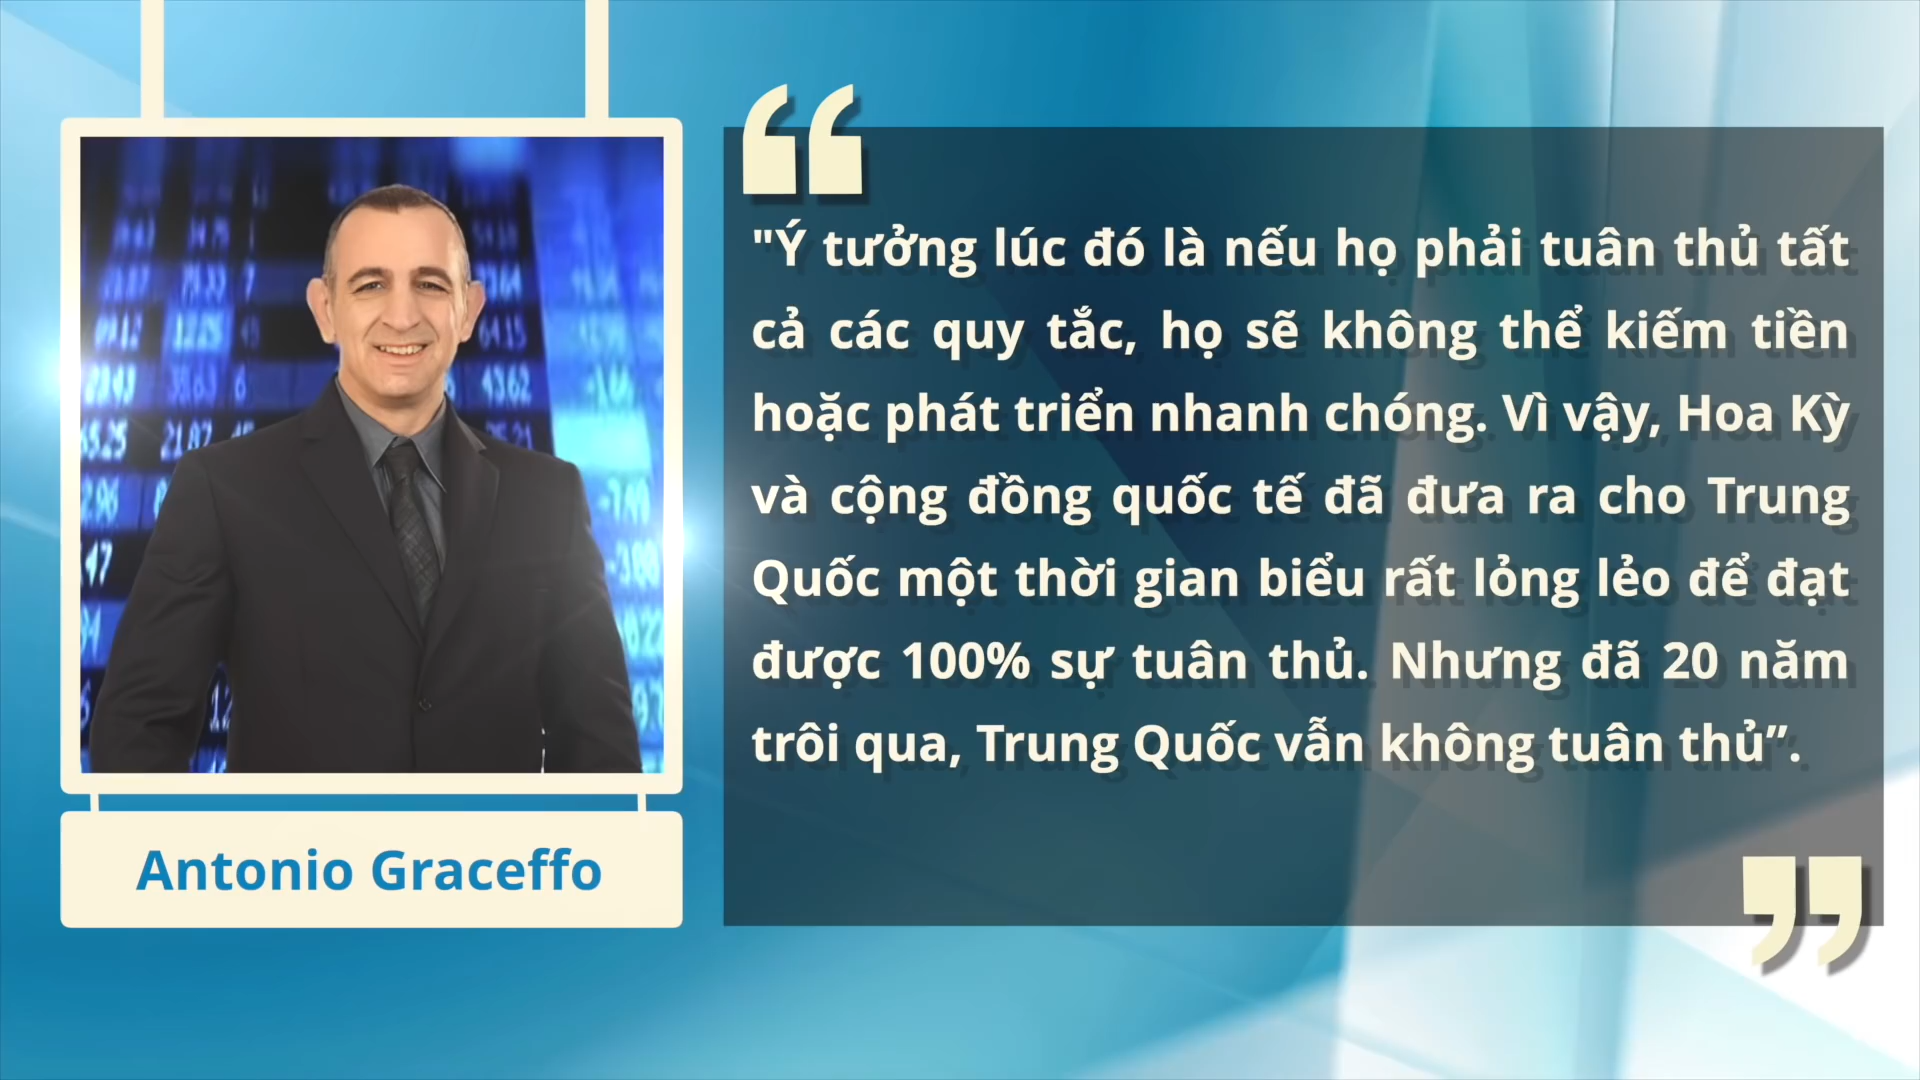 "Ý tưởng lúc đó là nếu họ phải tuân thủ tất
cả các quy tắc, họ sẽ không thể kiếm tiền
hoặc phát triển nhanh chóng. Vì vậy, Hoa Kỳ
và cộng đồng quốc tế đã đưa ra cho Trung
Quốc một thời gian biểu rất lỏng lẻo để đạt
được 100% sự tuân thủ. Nhưng đã 20 năm
trôi qua, Trung Quốc vẫn không tuân thủ”.
Antonio Graceffo